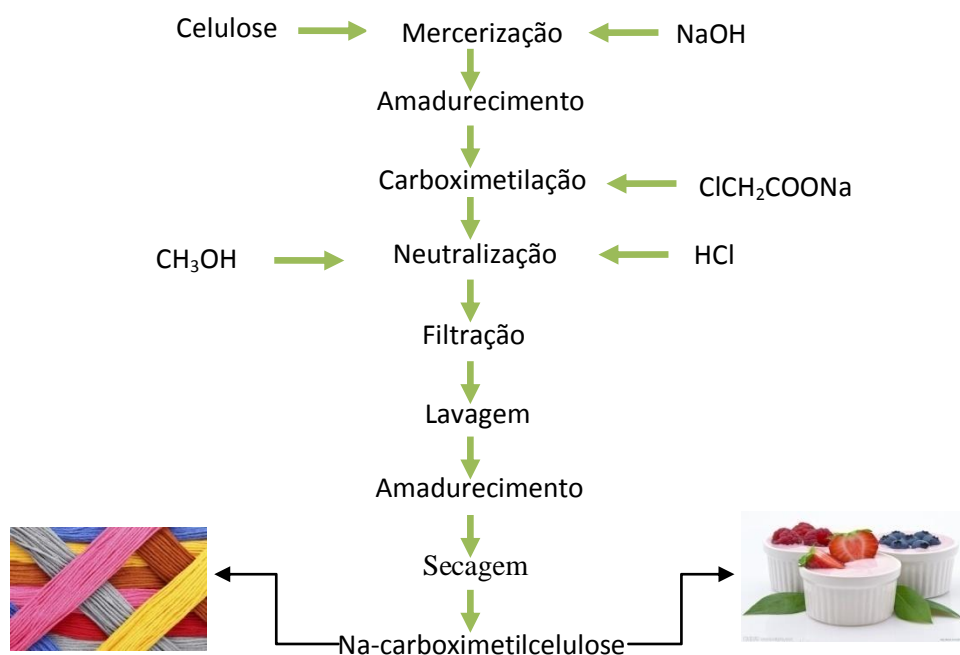 Celulose Mercerização NaOH
Amadurecimento
Carboximetilação
ClCH₂COONa
CH₃OH Neutralização HCl
Filtração
Lavagem
Amadurecimento
Secagem
Na-carboximetilcelulose